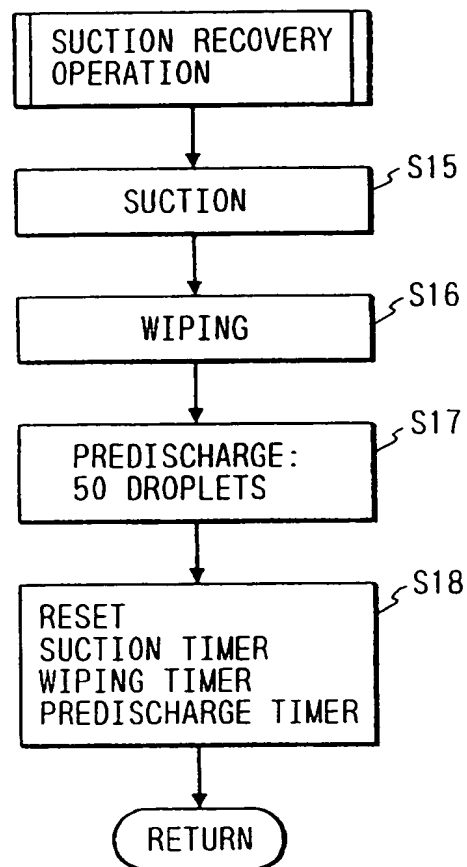 SUCTION RECOVERY
OPERATION
S15
SUCTION
S16
WIPING
S17
PREDISCHARGE:
50 DROPLETS
S18
RESET
SUCTION TIMER
WIPING TIMER
PREDISCHARGE TIMER
RETURN